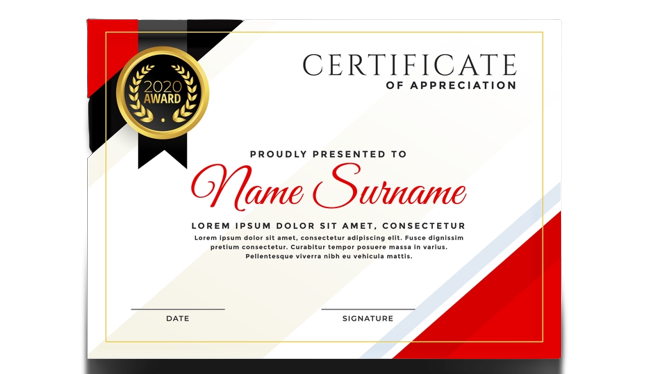 2020
AWARD
CERTIFICATE
OF APPRECIATION
PROUDLY PRESENTED TO
Name Surname
LOREM IPSUM DOLOR SIT AMET, CONSECTETUR
Lorem ipsum dolor sit amet, consectetur adipiscing elit. Fusce dignissim
pretium consectetur. Curabitur tempor posuere massa in varius.
Pellentesque viverra nibh eu vehicula mattis.
DATE
SIGNATURE